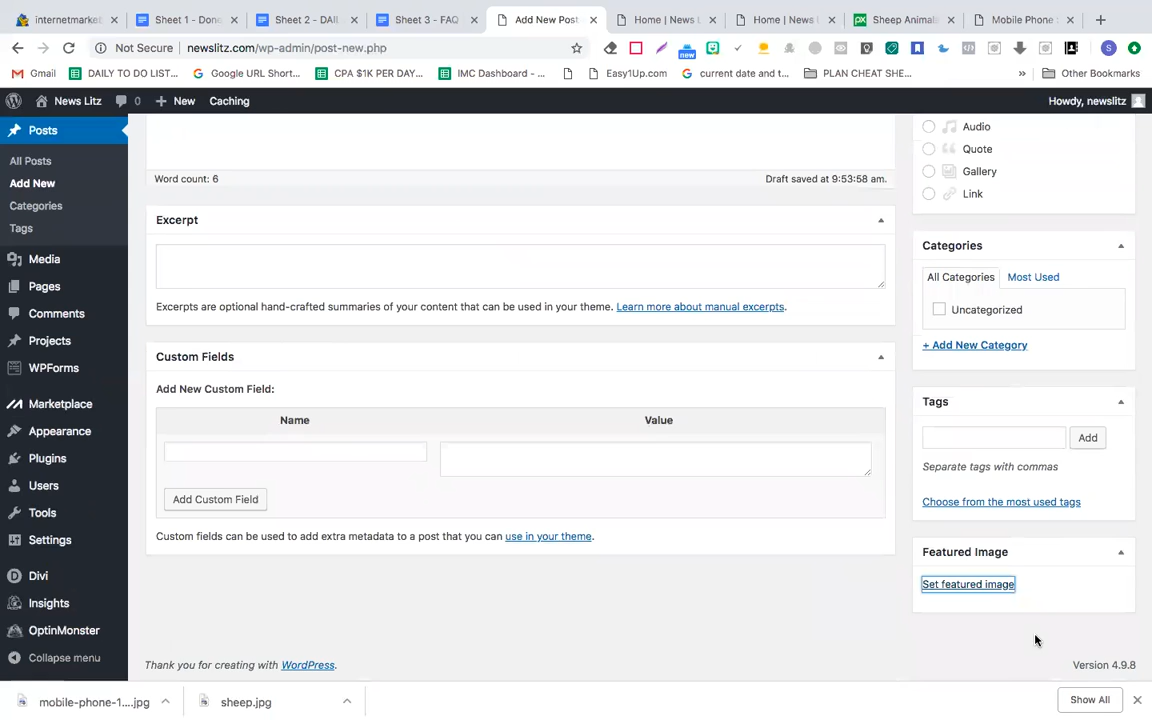 internetmarket
Sheet 1 - Done
Sheet 2 - DAIL
Sheet 3 - FAQ
Add New Post
Home | News L
Home | News L
Sheep Animals
Mobile Phone
Not Secure | newslitz.com/wp-admin/post-new.php
new
S
Gmail
DAILY TO DO LIST...
Google URL Short...
CPA $1K PER DAY...
IMC Dashboard - ...
Easy1Up.com
current date and t...
PLAN CHEAT SHE...
»
Other Bookmarks
News Litz
0
New
Caching
Howdy, newslitz
Posts
All Posts
Add New
Categories
Tags
Media
Pages
Comments
Projects
WPForms
Marketplace
Appearance
Plugins
Users
Tools
Settings
Divi
Insights
OptinMonster
Collapse menu
Word count: 6
Draft saved at 9:53:58 am.
Excerpt
Excerpts are optional hand-crafted summaries of your content that can be used in your theme. Learn more about manual excerpts.
Custom Fields
Add New Custom Field:
Name
Value
Add Custom Field
Custom fields can be used to add extra metadata to a post that you can use in your theme.
Audio
Quote
Gallery
Link
Categories
All Categories
Most Used
Uncategorized
+ Add New Category
Tags
Add
Separate tags with commas
Choose from the most used tags
Featured Image
Set featured image
Thank you for creating with WordPress.
Version 4.9.8
mobile-phone-1....jpg
sheep.jpg
Show All